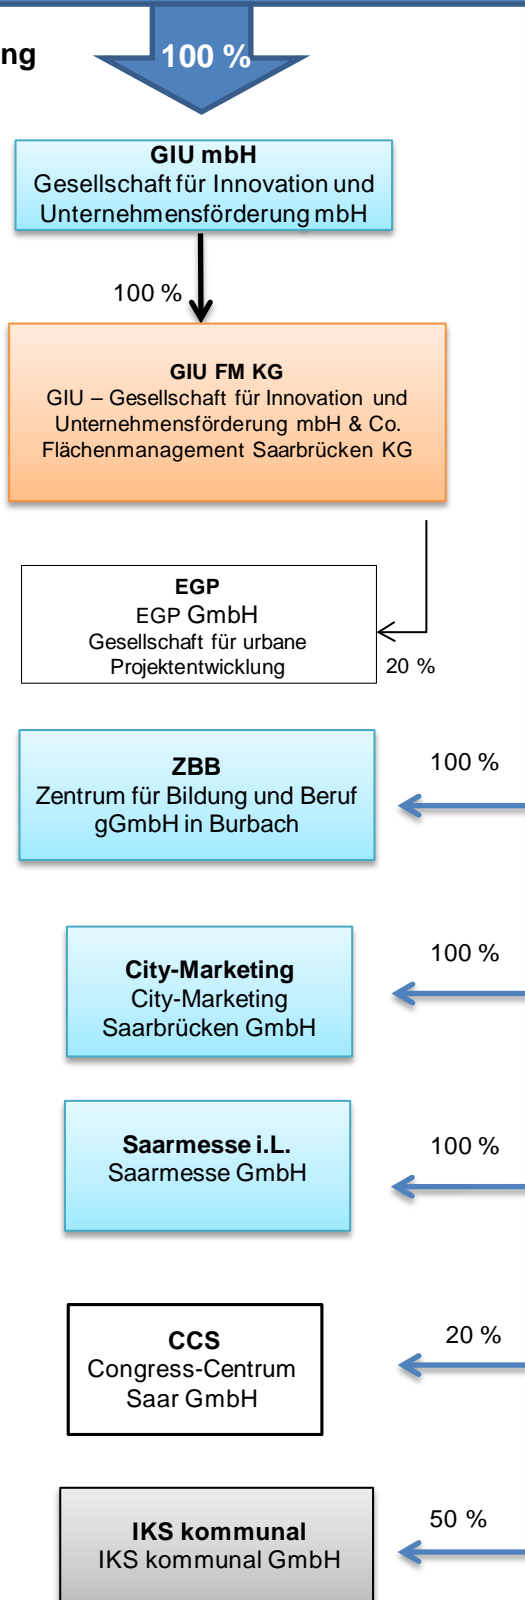 ng
100 %
GIU mbH
Gesellschaft für Innovation und
Unternehmensförderung mbH
100 %
GIU FM KG
GIU – Gesellschaft für Innovation und
Unternehmensförderung mbH & Co.
Flächenmanagement Saarbrücken KG
EGP
EGP GmbH
Gesellschaft für urbane
Projektentwicklung
20 %
ZBB
Zentrum für Bildung und Beruf
gGmbH in Burbach
100 %
City-Marketing
City-Marketing
Saarbrücken GmbH
100 %
Saarmesse i.L.
Saarmesse GmbH
100 %
CCS
Congress-Centrum
Saar GmbH
20 %
IKS kommunal
IKS kommunal GmbH
50 %